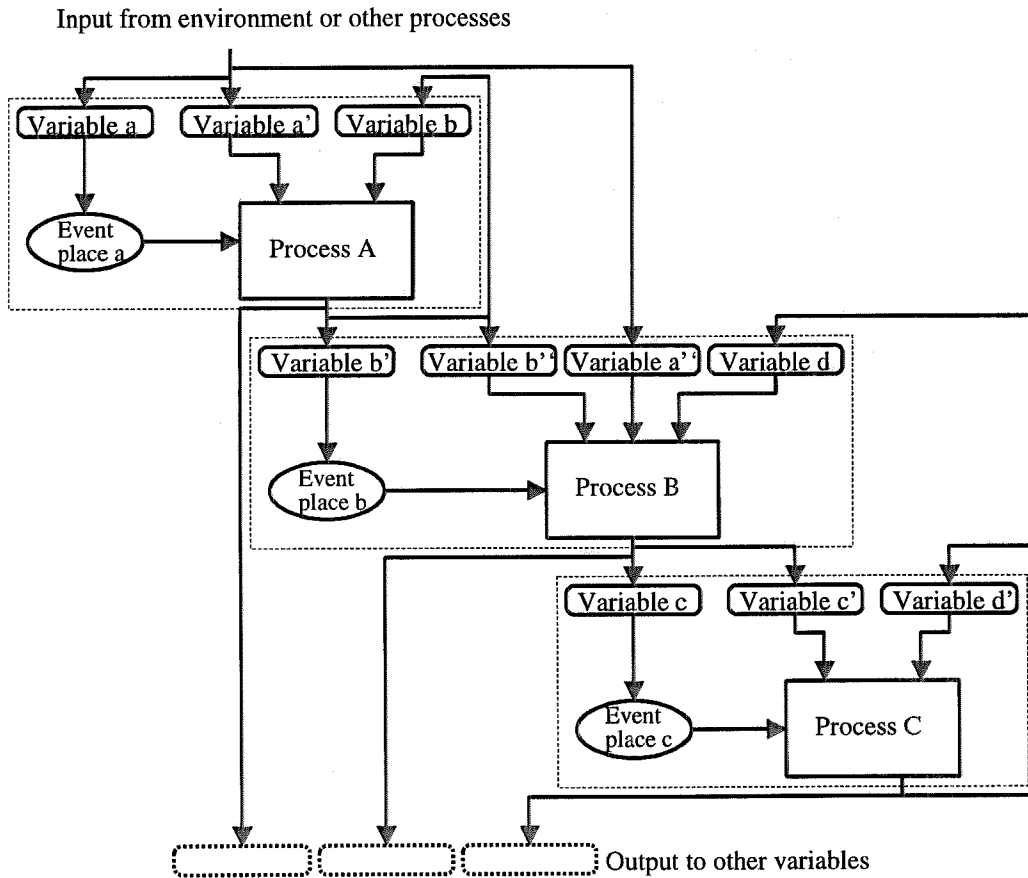 Input from environment or other processes
Variable a
Variable a'
Variable b
Event
place a
Process A
Variable b'
Variable b''
Variable a''
Variable d
Event
place b
Process B
Variable c
Variable c'
Variable d'
Event
place c
Process C
Output to other variables